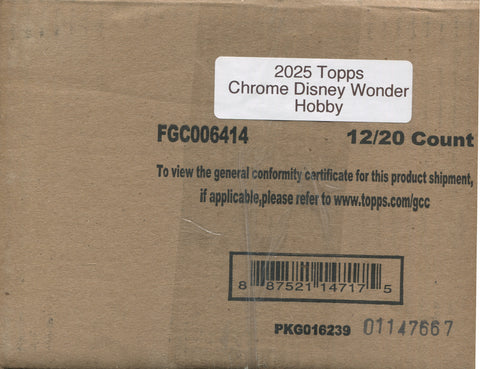 2025 Topps
Chrome Disney Wonder
Hobby
FGC006414 12/20 Count
To view the general conformity certificate for this product shipment,
if applicable,please refer to www.topps.com/gcc
8 87521 14717 5
PKG016239 01147667